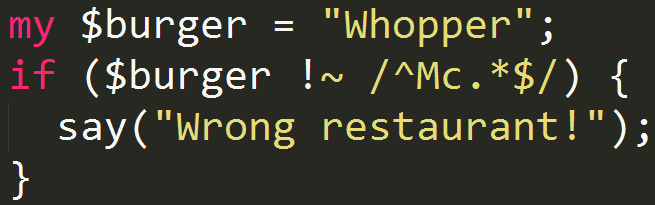 my $burger = "Whopper";
if ($burger !~ /^Mc.*$/) {
  say("Wrong restaurant!");
}